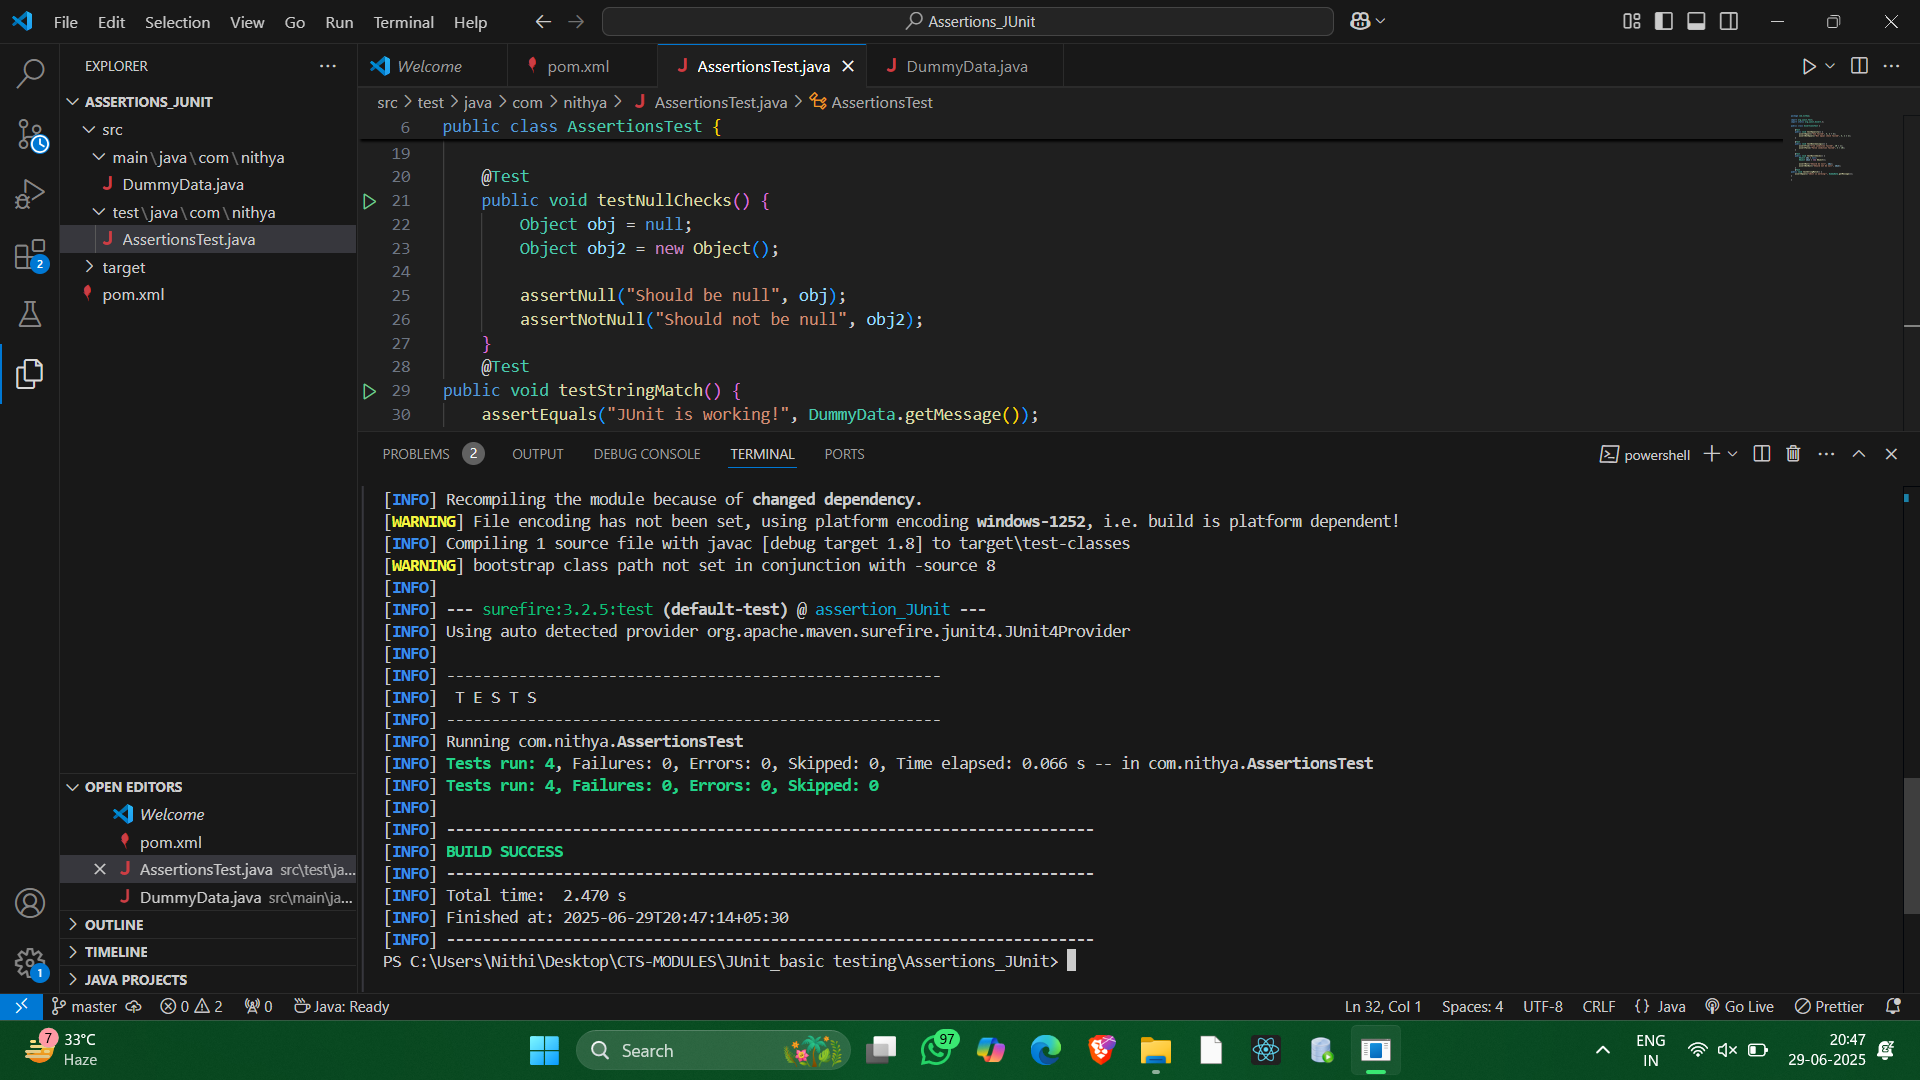 File Edit Selection View Go Run Terminal Help
Assertions_JUnit
EXPLORER
ASSERTIONS_JUNIT
src
main\java\com\nithya
J DummyData.java
test\java\com\nithya
J AssertionsTest.java
target
pom.xml
OPEN EDITORS
Welcome
pom.xml
J AssertionsTest.java src\test\ja...
J DummyData.java src\main\ja...
OUTLINE
TIMELINE
JAVA PROJECTS
2
1
Welcome
pom.xml
J AssertionsTest.java
J DummyData.java
src > test > java > com > nithya > J AssertionsTest.java > AssertionsTest
6 public class AssertionsTest {
19
20 @Test
21 public void testNullChecks() {
22 Object obj = null;
23 Object obj2 = new Object();
24
25 assertNull("Should be null", obj);
26 assertNotNull("Should not be null", obj2);
27 }
28 @Test
29 public void testStringMatch() {
30 assertEquals("JUnit is working!", DummyData.getMessage());
PROBLEMS 2 OUTPUT DEBUG CONSOLE TERMINAL PORTS
powershell
[INFO] Recompiling the module because of changed dependency.
[WARNING] File encoding has not been set, using platform encoding windows-1252, i.e. build is platform dependent!
[INFO] Compiling 1 source file with javac [debug target 1.8] to target\test-classes
[WARNING] bootstrap class path not set in conjunction with -source 8
[INFO]
[INFO] --- surefire:3.2.5:test (default-test) @ assertion_JUnit ---
[INFO] Using auto detected provider org.apache.maven.surefire.junit4.JUnit4Provider
[INFO]
[INFO] -------------------------------------------------------
[INFO]  T E S T S
[INFO] -------------------------------------------------------
[INFO] Running com.nithya.AssertionsTest
[INFO] Tests run: 4, Failures: 0, Errors: 0, Skipped: 0, Time elapsed: 0.066 s -- in com.nithya.AssertionsTest
[INFO] Tests run: 4, Failures: 0, Errors: 0, Skipped: 0
[INFO]
[INFO] ------------------------------------------------------------------------
[INFO] BUILD SUCCESS
[INFO] ------------------------------------------------------------------------
[INFO] Total time:  2.470 s
[INFO] Finished at: 2025-06-29T20:47:14+05:30
[INFO] ------------------------------------------------------------------------
PS C:\Users\Nithi\Desktop\CTS-MODULES\JUnit_basic testing\Assertions_JUnit>
master 0 2 0 Java: Ready
Ln 32, Col 1 Spaces: 4 UTF-8 CRLF {} Java Go Live Prettier
7 33°C
Haze
Search
97
ENG
IN
20:47
29-06-2025